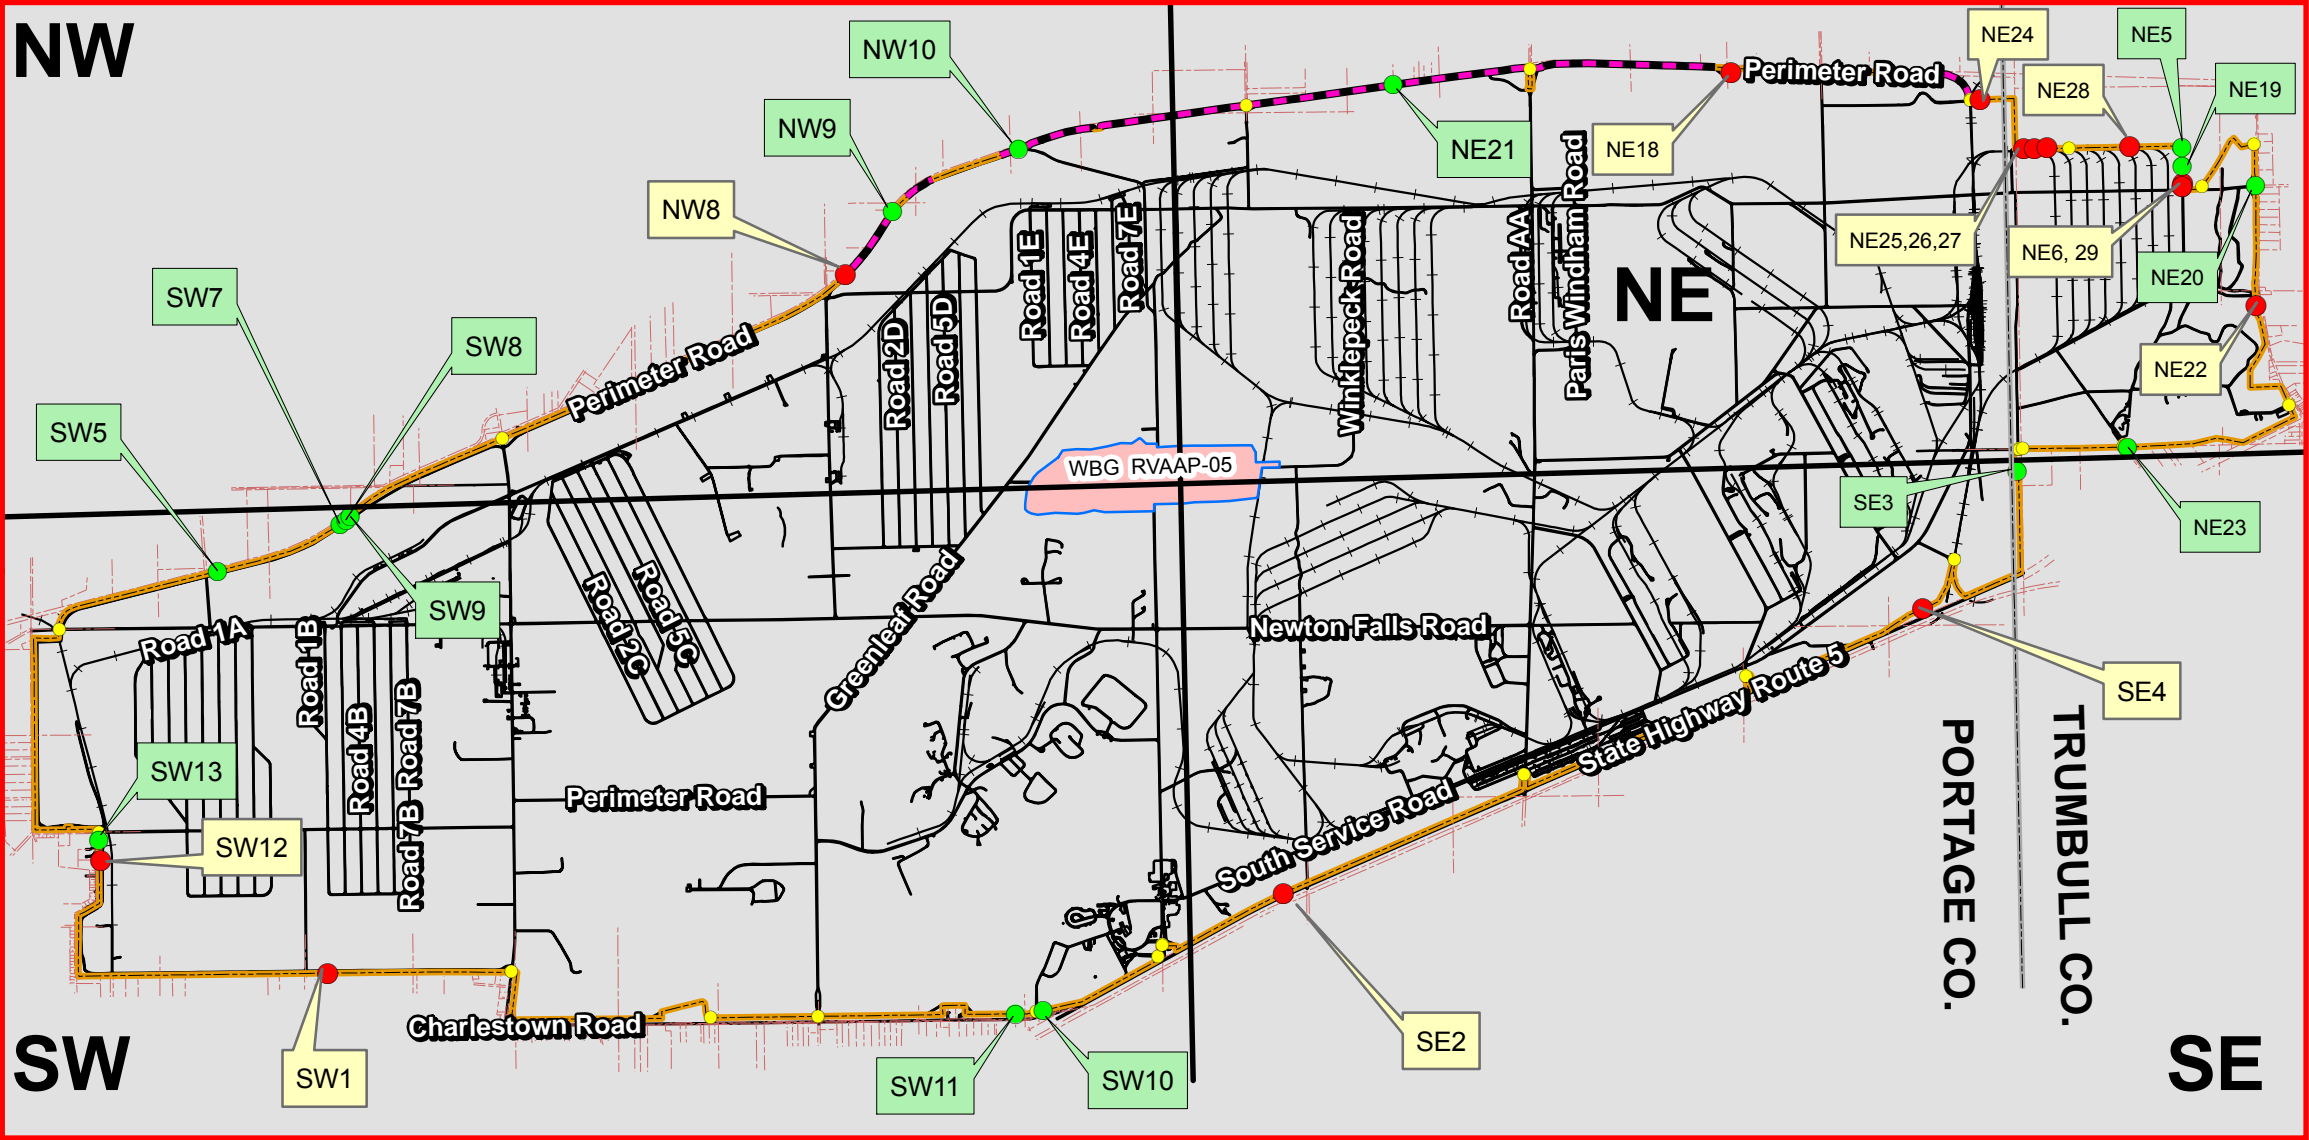 NW
NW10
NE24
NE5
Perimeter Road
NE28
NE19
NW9
NE21
NE18
NW8
Road 1E
Road 4E
Road 7E
Winklepeck Road
Road AA
Paris Windham Road
NE
NE25,26,27
NE6, 29
NE20
SW7
SW8
Perimeter Road
Road 2D
Road 5D
NE22
SW5
WBG RVAAP-05
SE3
NE23
SW9
Road 1A
Road 1B
Road 2C
Road 5C
Greenleaf Road
Newton Falls Road
State Highway Route 5
SE4
SW13
Road 4B
Road 7B
Road 7B
Perimeter Road
SW12
South Service Road
PORTAGE CO.
TRUMBULL CO.
Charlestown Road
SE2
SW
SW1
SW11
SW10
SE